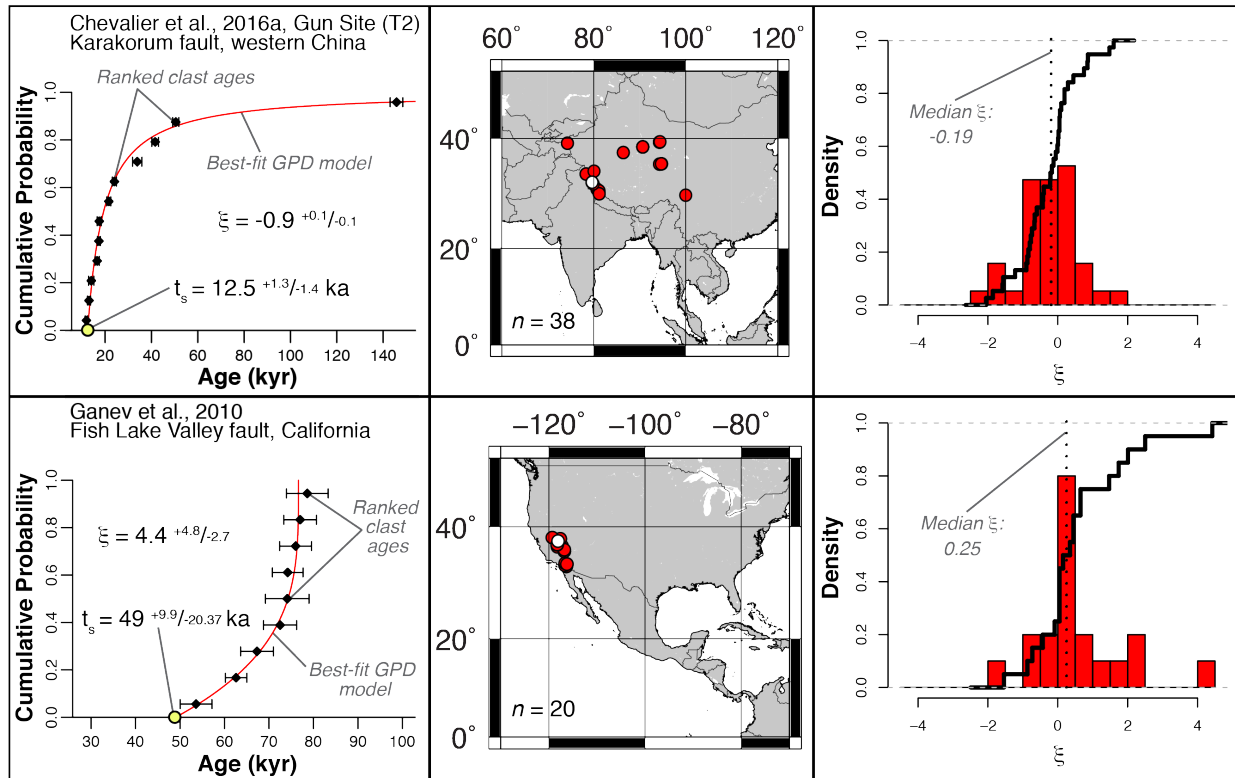 Chevalier et al., 2016a, Gun Site (T2)
Karakorum fault, western China
Ranked clast ages
Best-fit GPD model
ξ = -0.9 +0.1/-0.1
ts = 12.5 +1.3/-1.4 ka
Cumulative Probability
0.0 0.2 0.4 0.6 0.8 1.0
20 40 60 80 100 120 140
Age (kyr)
60° 80° 100° 120°
40°
20°
0°
n = 38
Median ξ:
-0.19
Density
0.0 0.2 0.4 0.6 0.8 1.0
−4 −2 0 2 4
ξ
Ganev et al., 2010
Fish Lake Valley fault, California
Ranked
clast
ages
ξ = 4.4 +4.8/-2.7
ts = 49 +9.9/-20.37 ka
Best-fit GPD
model
Cumulative Probability
0.0 0.2 0.4 0.6 0.8 1.0
30 40 50 60 70 80 90 100
Age (kyr)
−120° −100° −80°
40°
20°
0°
n = 20
Median ξ:
0.25
Density
0.0 0.2 0.4 0.6 0.8 1.0
−4 −2 0 2 4
ξ